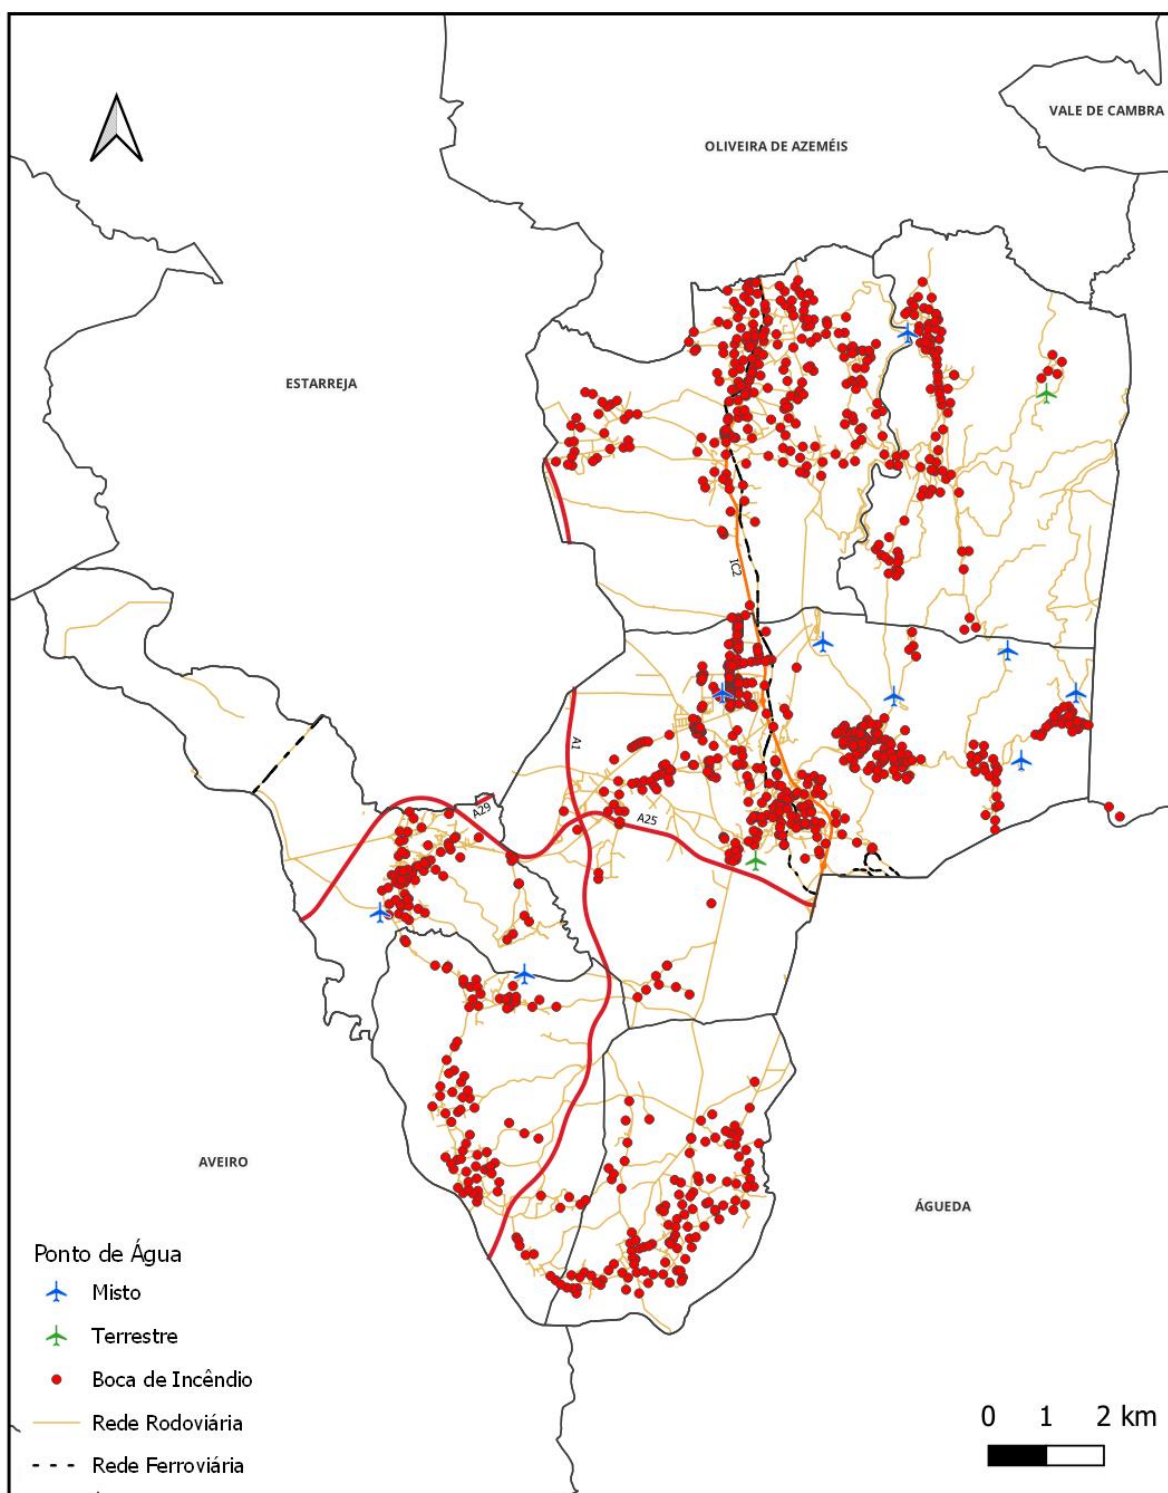 VALE DE CAMBRA
OLIVEIRA DE AZEMÉIS
ESTARREJA
IC2
A1
A29
A25
AVEIRO
ÁGUEDA
Ponto de Água
Misto
Terrestre
Boca de Incêndio
Rede Rodoviária
Rede Ferroviária
0 1 2 km